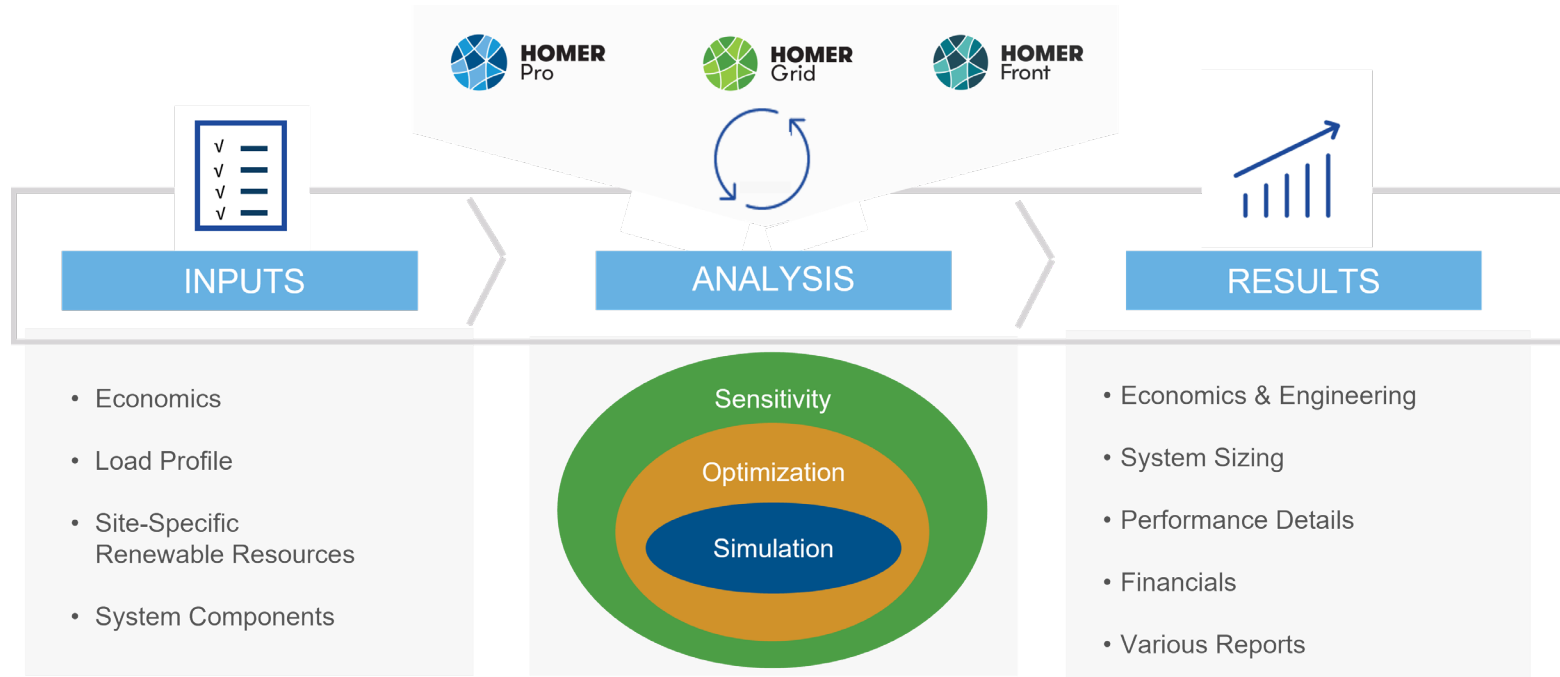 HOMER
Pro
HOMER
Grid
HOMER
Front
√
√
√
√
INPUTS
ANALYSIS
RESULTS
• Economics
• Load Profile
• Site-Specific
Renewable Resources
• System Components
Sensitivity
Optimization
Simulation
• Economics & Engineering
• System Sizing
• Performance Details
• Financials
• Various Reports